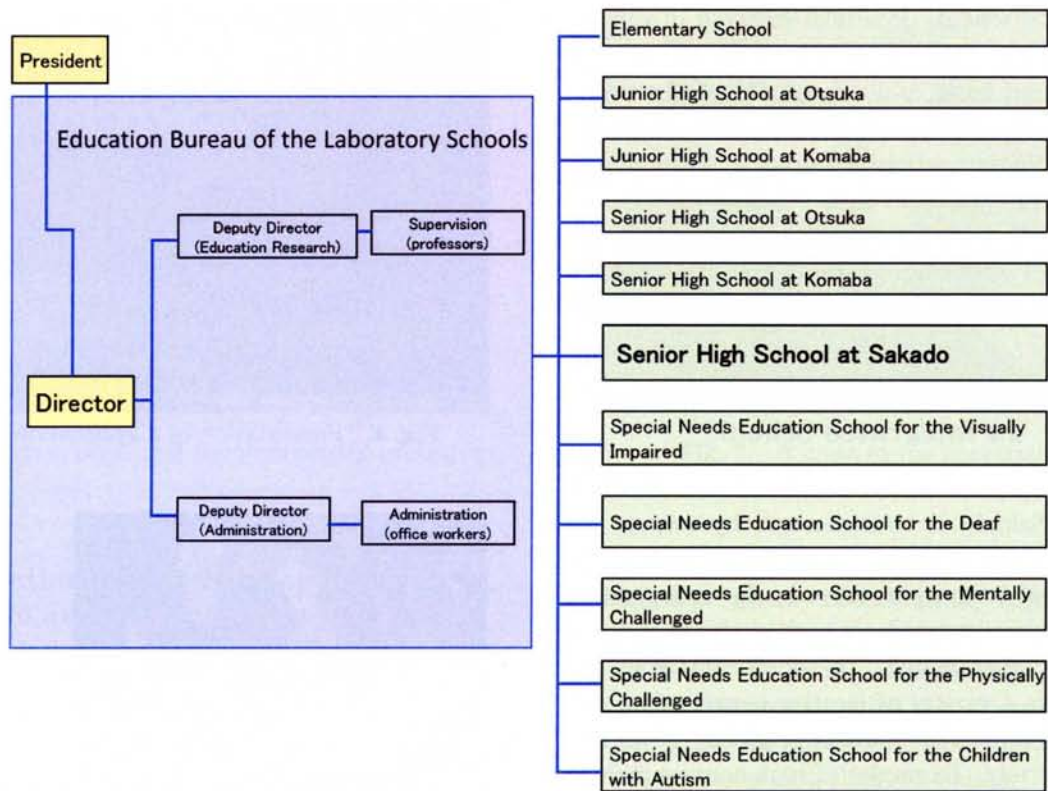 President
Education Bureau of the Laboratory Schools
Deputy Director
(Education Research)
Supervision
(professors)
Director
Deputy Director
(Administration)
Administration
(office workers)
Elementary School
Junior High School at Otsuka
Junior High School at Komaba
Senior High School at Otsuka
Senior High School at Komaba
Senior High School at Sakado
Special Needs Education School for the Visually
Impaired
Special Needs Education School for the Deaf
Special Needs Education School for the Mentally
Challenged
Special Needs Education School for the Physically
Challenged
Special Needs Education School for the Children
with Autism